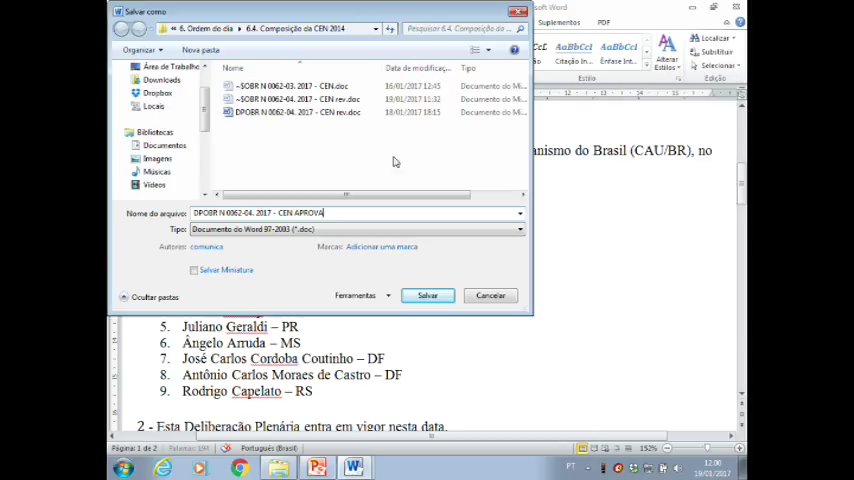 Salvar como
« 6. Ordem do dia ▸ 6.4. Composição da CEN 2014
Pesquisar 6.4. Composição da ...
Organizar
Nova pasta
Nome
Data de modificaç...
Tipo
Área de Trabalho
Downloads
Dropbox
Locais
Bibliotecas
Documentos
Imagens
Músicas
Vídeos
~$OBR N 0062-03. 2017 - CEN.doc
16/01/2017 12:45
Documento do Mi...
~$OBR N 0062-04. 2017 - CEN rev.doc
19/01/2017 11:32
Documento do Mi...
DPOBR N 0062-04. 2017 - CEN rev.doc
18/01/2017 18:15
Documento do Mi...
Nome do arquivo: DPOBR N 0062-04. 2017 - CEN APROVA
Tipo: Documento do Word 97-2003 (*.doc)
Autores: comunica
Marcas: Adicionar uma marca
Salvar Miniatura
Ocultar pastas
Ferramentas
Salvar
Cancelar
soft Word
Suplementos
PDF
AaBbCcI
AaBbCcI
Citação In...
Ênfase Int...
Alterar
Estilos
Localizar
Substituir
Selecionar
Estilo
Edição
anismo do Brasil (CAU/BR), no
5. Juliano Geraldi – PR
6. Ângelo Arruda – MS
7. José Carlos Cordoba Coutinho – DF
8. Antônio Carlos Moraes de Castro – DF
9. Rodrigo Capelato – RS
2 - Esta Deliberação Plenária entra em vigor nesta data.
Página: 1 de 2
Palavras: 194
Português (Brasil)
152%
PT
12:00
19/01/2017